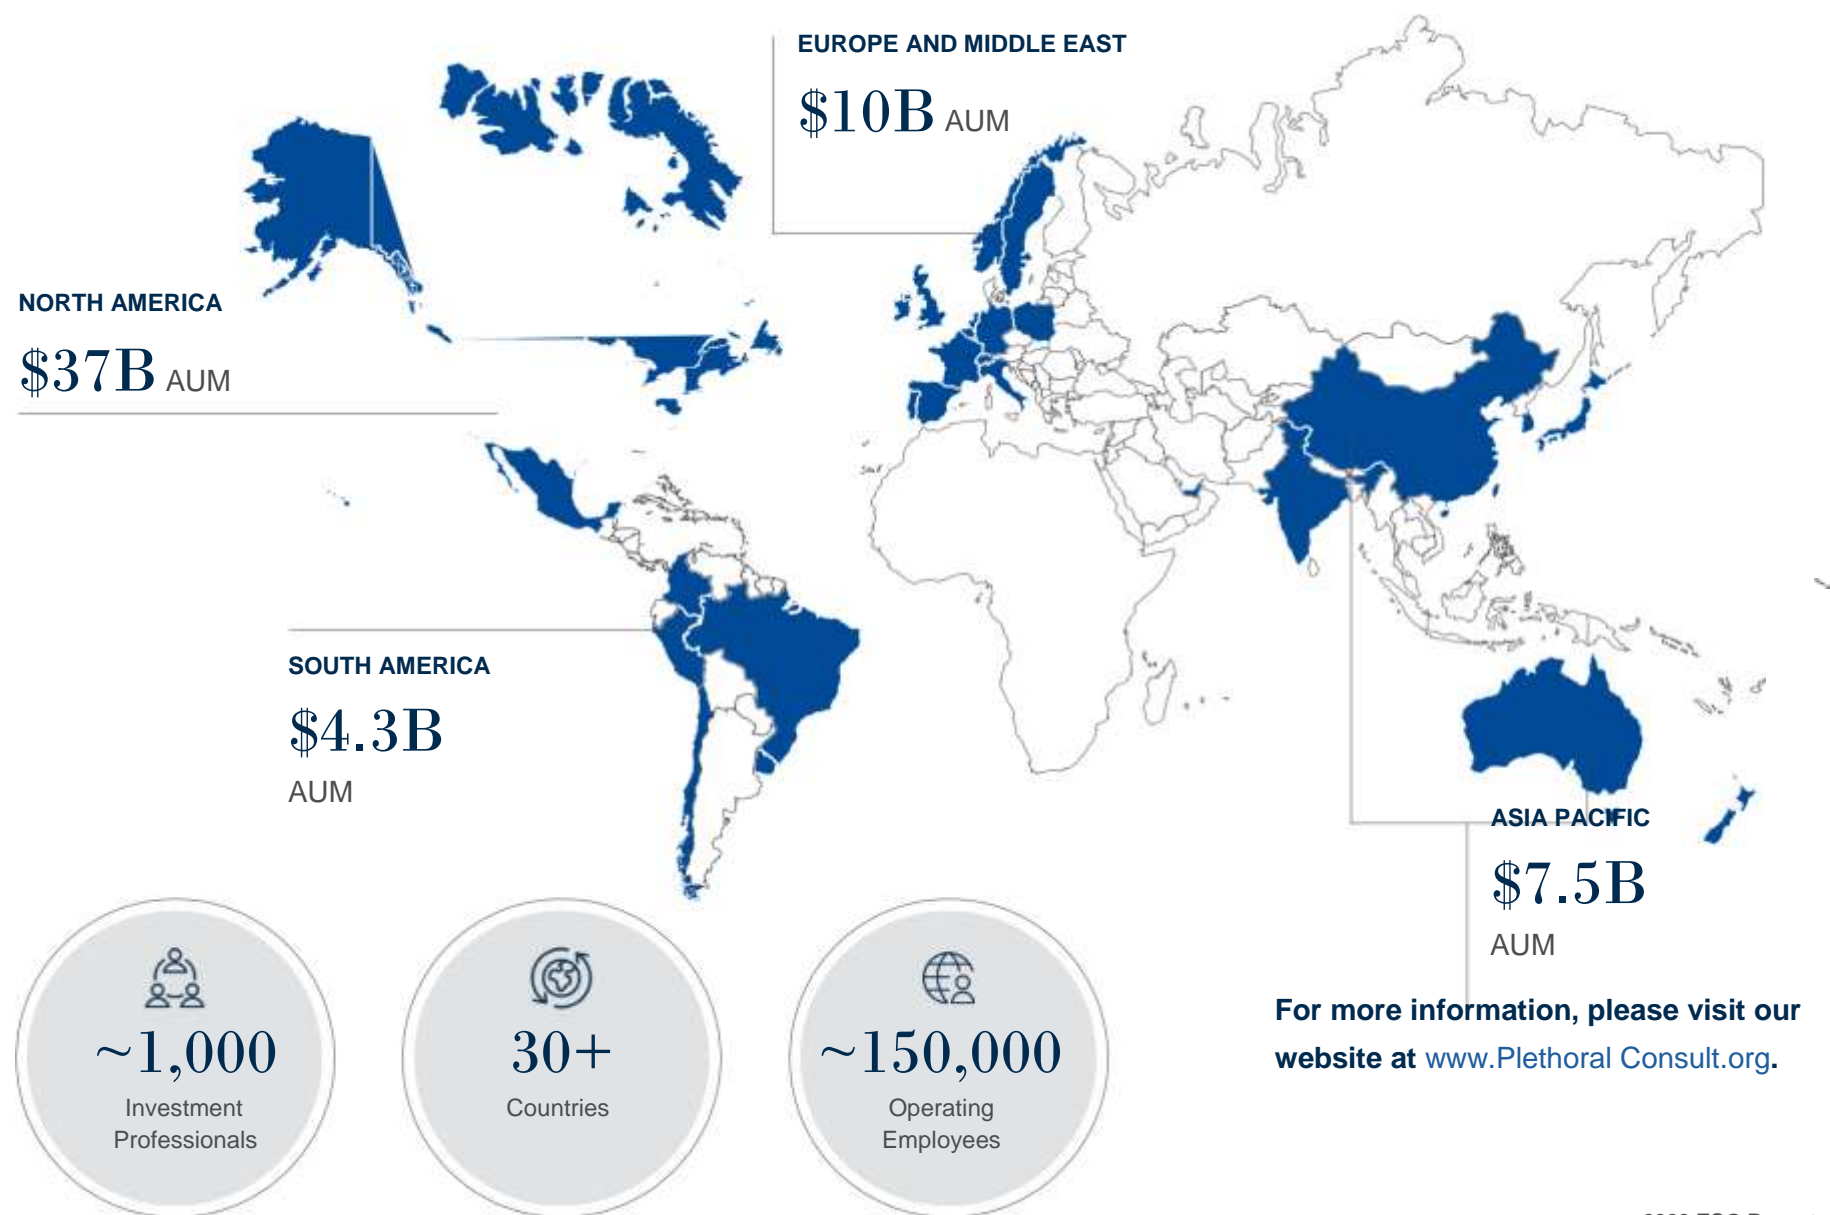 EUROPE AND MIDDLE EAST
$10B AUM
NORTH AMERICA
$37B AUM
SOUTH AMERICA
$4.3B
AUM
ASIA PACIFIC
$7.5B
AUM
~1,000
Investment
Professionals
30+
Countries
~150,000
Operating
Employees
For more information, please visit our
website at www.Plethoral Consult.org.